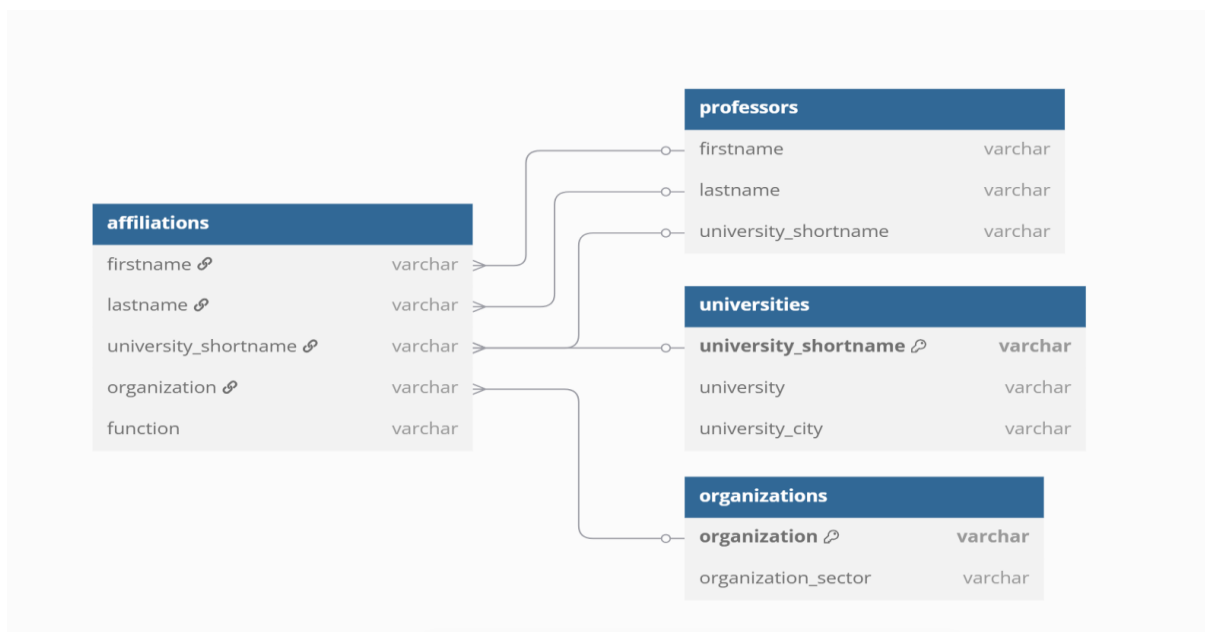 affiliations
firstname varchar
lastname varchar
university_shortname varchar
organization varchar
function varchar
professors
firstname varchar
lastname varchar
university_shortname varchar
universities
university_shortname varchar
university varchar
university_city varchar
organizations
organization varchar
organization_sector varchar